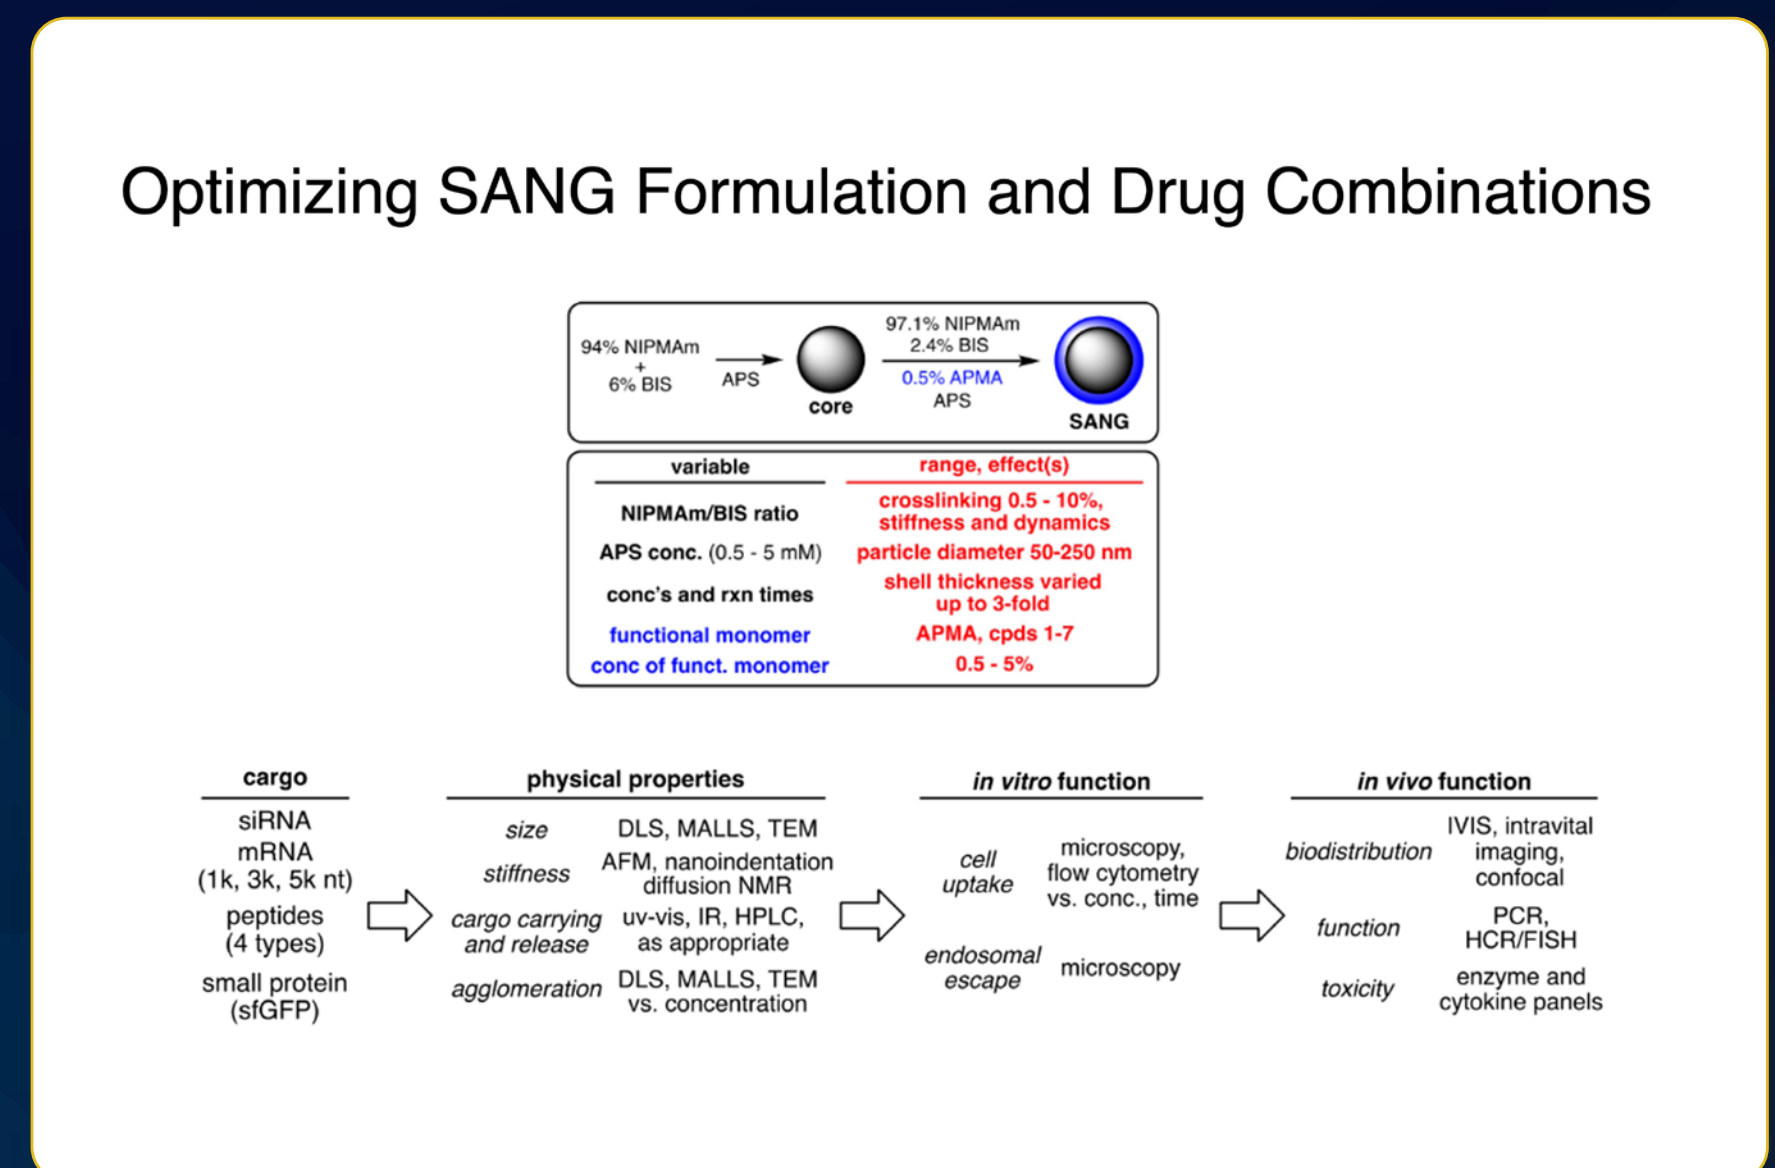 Optimizing SANG Formulation and Drug Combinations
94% NIPMAm
+
6% BIS
APS
core
97.1% NIPMAm
2.4% BIS
0.5% APMA
APS
SANG
variable
range, effect(s)
NIPMAm/BIS ratio
crosslinking 0.5 - 10%,
stiffness and dynamics
APS conc. (0.5 - 5 mM)
particle diameter 50-250 nm
conc's and rxn times
shell thickness varied
up to 3-fold
functional monomer
APMA, cpds 1-7
conc of funct. monomer
0.5 - 5%
cargo
siRNA
mRNA
(1k, 3k, 5k nt)
peptides
(4 types)
small protein
(sfGFP)
physical properties
size
DLS, MALLS, TEM
stiffness
AFM, nanoindentation
diffusion NMR
cargo carrying
and release
uv-vis, IR, HPLC,
as appropriate
agglomeration
DLS, MALLS, TEM
vs. concentration
in vitro function
cell
uptake
microscopy,
flow cytometry
vs. conc., time
endosomal
escape
microscopy
in vivo function
biodistribution
IVIS, intravital
imaging,
confocal
function
PCR,
HCR/FISH
toxicity
enzyme and
cytokine panels